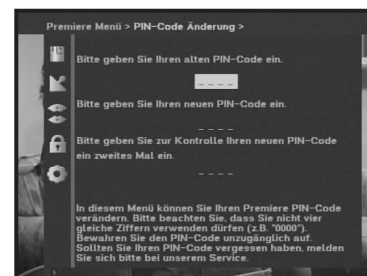 Premiere Menü > PIN-Code Änderung >
Bitte geben Sie Ihren alten PIN-Code ein.
_ _ _ _
Bitte geben Sie Ihren neuen PIN-Code ein.
_ _ _ _
Bitte geben Sie zur Kontrolle Ihren neuen PIN-Code
ein zweites Mal ein.
_ _ _ _
In diesem Menü können Sie Ihren Premiere PIN-Code
verändern. Bitte beachten Sie, dass Sie nicht vier
gleiche Ziffern verwenden dürfen (z.B. "0000").
Bewahren Sie den PIN-Code unzugänglich auf.
Sollten Sie Ihren PIN-Code vergessen haben, melden
Sie sich bitte bei unserem Service.